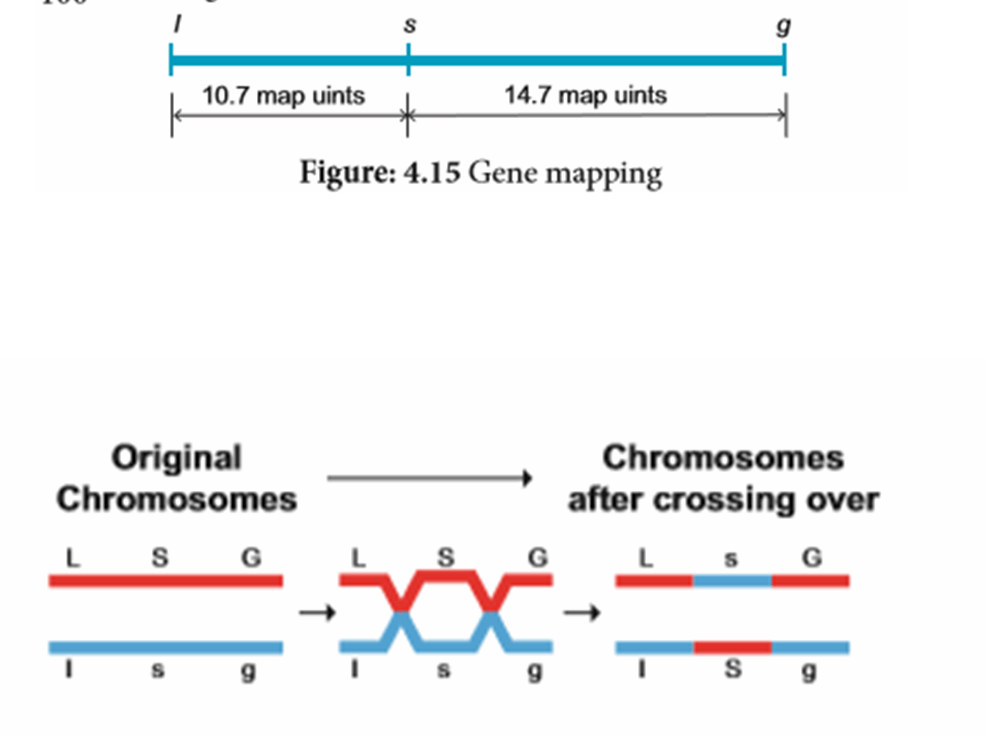 l s g
10.7 map uints 14.7 map uints
Figure: 4.15 Gene mapping
Original
Chromosomes
Chromosomes
after crossing over
L S G L S G L s G
l s g l s g l S g